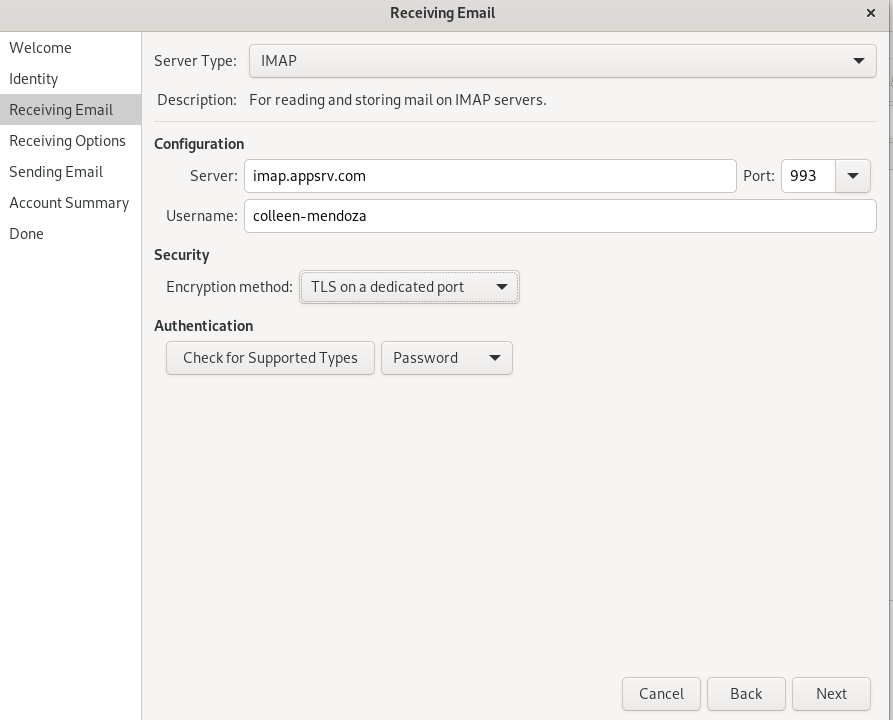 Receiving Email ×
Welcome
Identity
Receiving Email
Receiving Options
Sending Email
Account Summary
Done
Server Type: IMAP
Description: For reading and storing mail on IMAP servers.
Configuration
Server: imap.appsrv.com Port: 993
Username: colleen-mendoza
Security
Encryption method: TLS on a dedicated port
Authentication
Check for Supported Types Password
Cancel Back Next